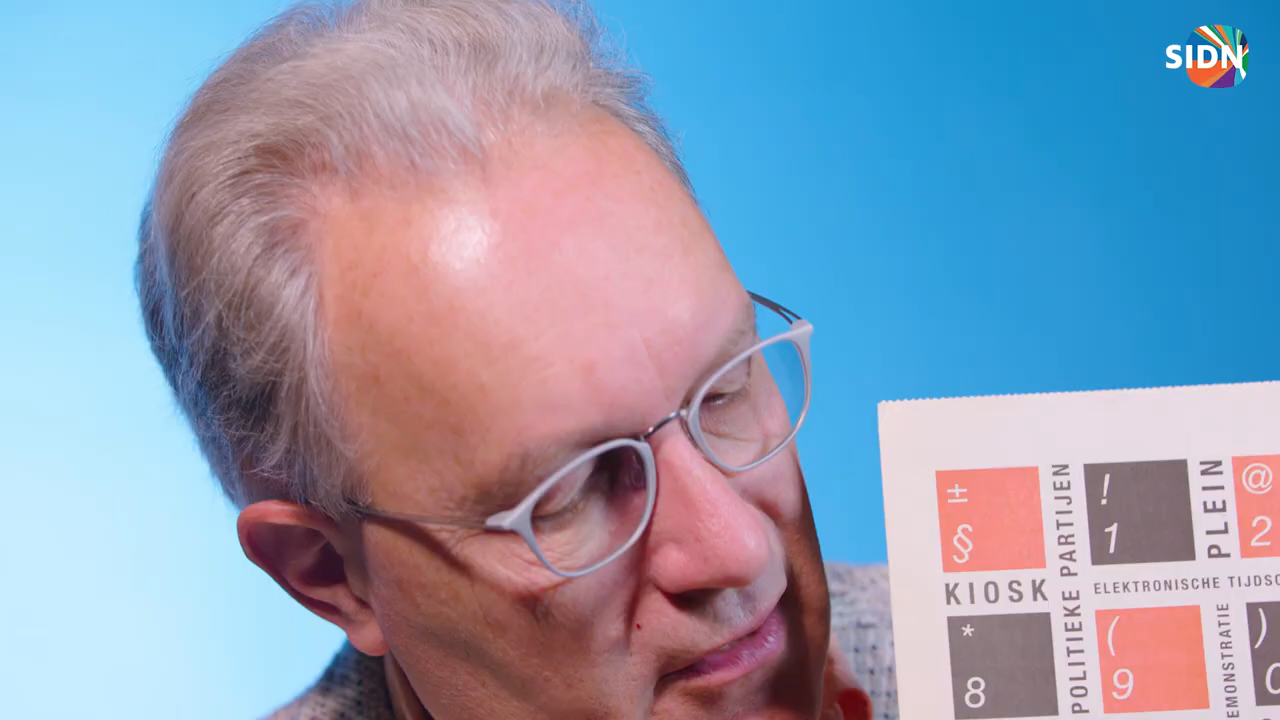 SIDN
±
§
POLITIEKE PARTIJEN
!
1
PLEIN
@
2
KIOSK
ELEKTRONISCHE TIJDSC
*
8
(
9
EMONSTRATIE
)
0